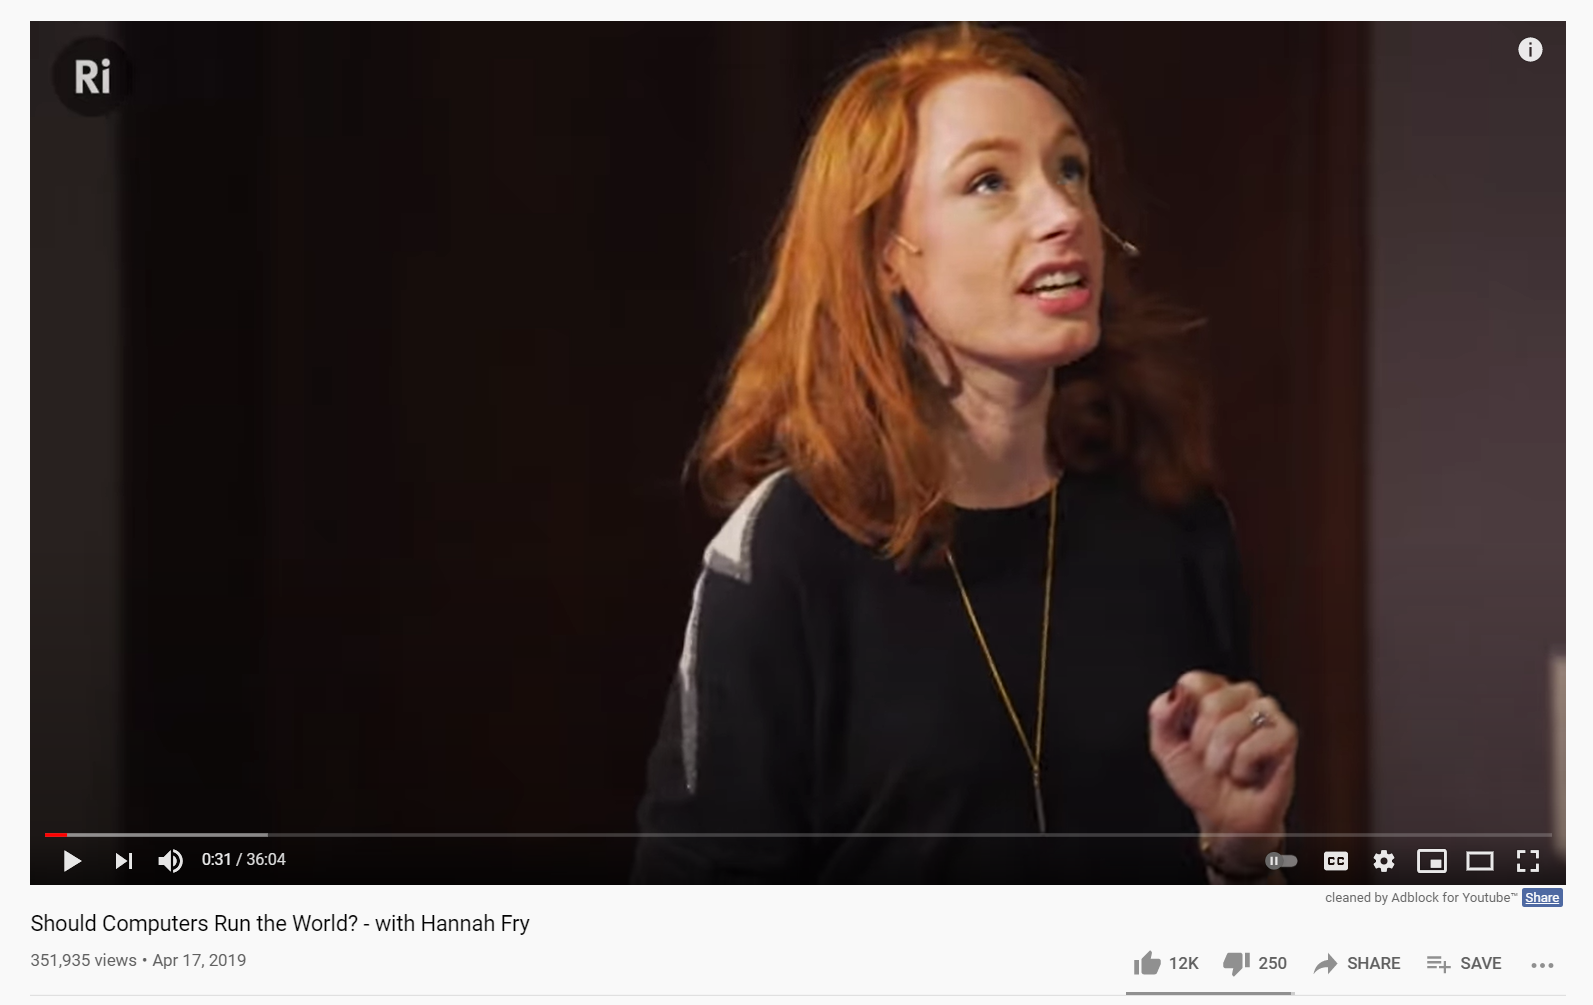 Ri
i
0:31 / 36:04
CC
cleaned by Adblock for Youtube™ Share
Should Computers Run the World? - with Hannah Fry
351,935 views • Apr 17, 2019
12K 250 SHARE SAVE